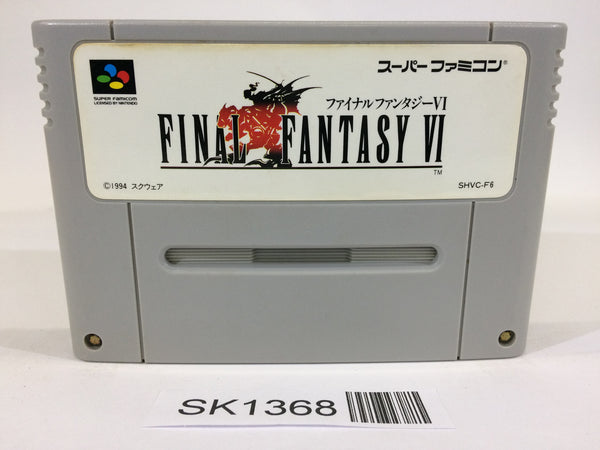 スーパーファミコン®
SUPER FAMICOM
LICENSED BY NINTENDO
ファイナルファンタジーVI
FINAL FANTASY VI
TM
©1994 スクウェア
SHVC-F6
SK1368